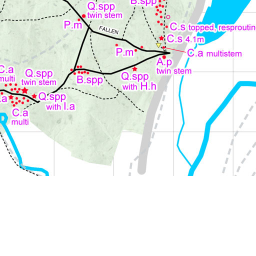 Q.spp
twin stem
B.spp
P.m
FALLEN
C.s topped, resproutin
C.s 4.1m
P.m
C.a multistem
A.p
twin stem
C.a
multi
Q.spp
twin stem
B.spp
Q.spp
with H.h
Q.spp
with I.a
C.a
multi